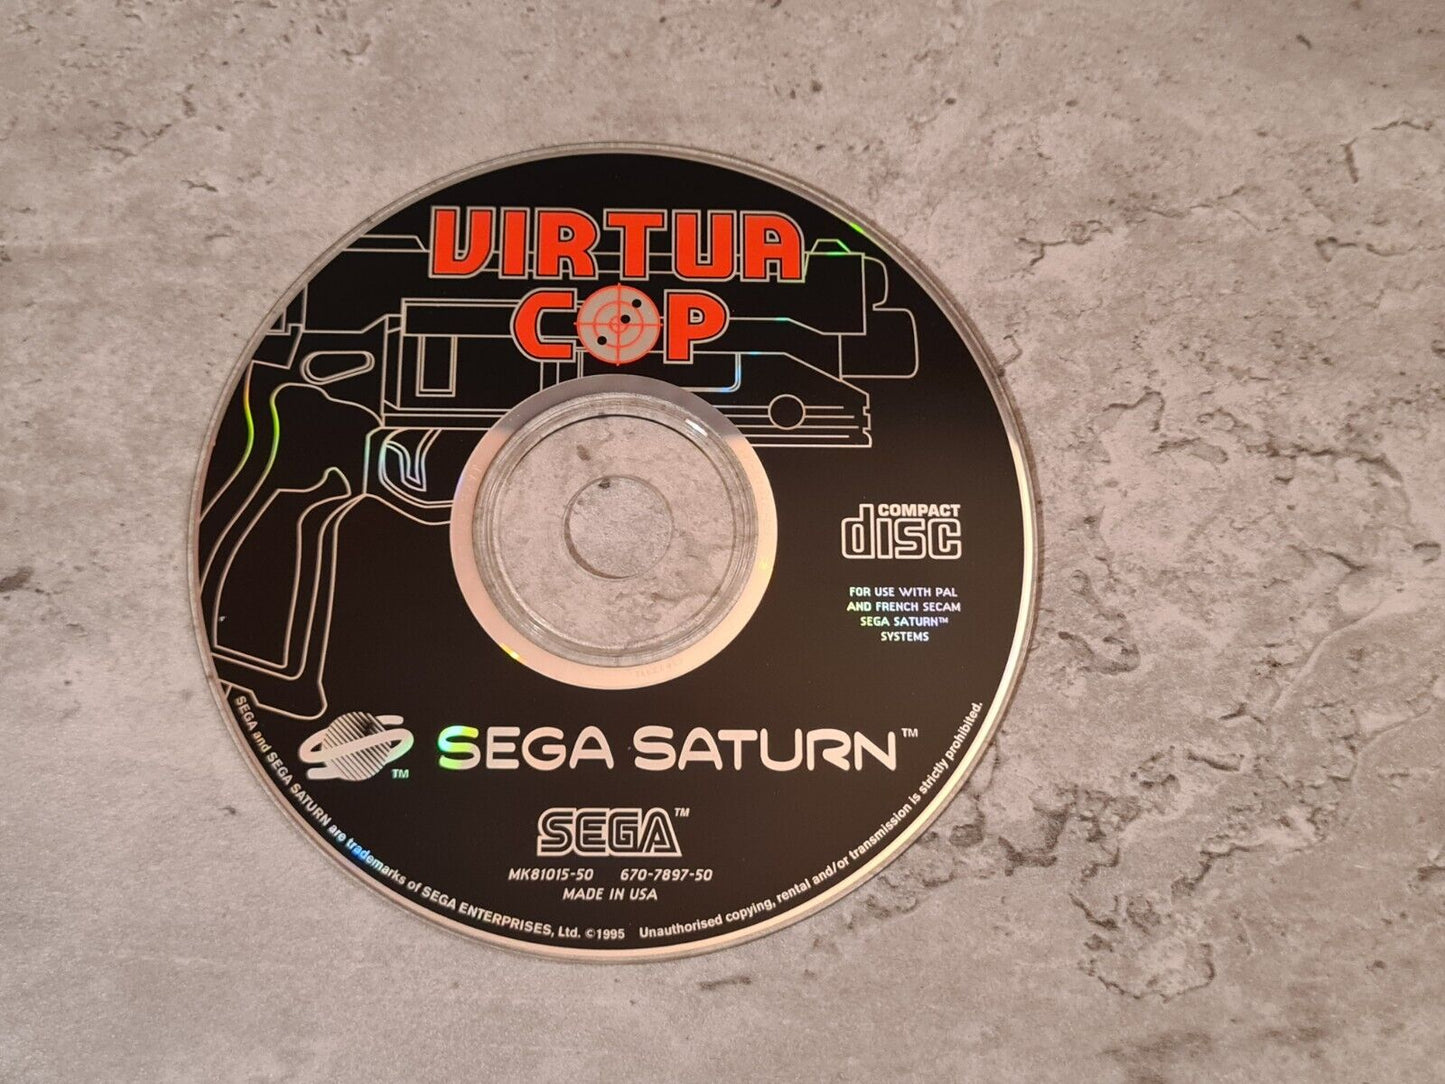 VIRTUA
COP
COMPACT
disc
FOR USE WITH PAL
AND FRENCH SECAM
SEGA SATURN™
SYSTEMS
TM
SEGA SATURN™
SEGA™
MK81015-50 670-7897-50
MADE IN USA
SEGA and SEGA SATURN are trademarks of SEGA ENTERPRISES, Ltd. ©1995 Unauthorised copying, rental and/or transmission is strictly prohibited.